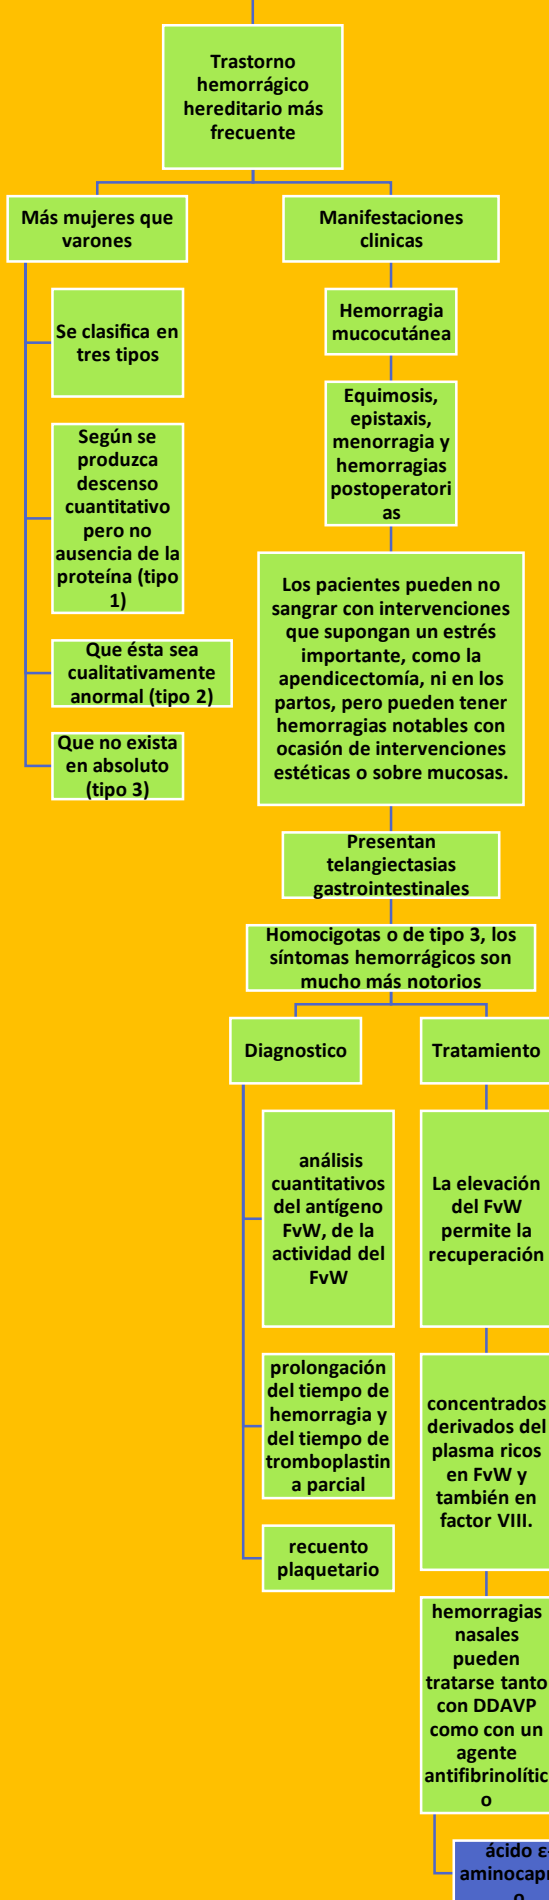 Trastorno
hemorrágico
hereditario más
frecuente
Más mujeres que
varones
Se clasifica en
tres tipos
Según se
produzca
descenso
cuantitativo
pero no
ausencia de la
proteína (tipo
1)
Que ésta sea
cualitativamente
anormal (tipo 2)
Que no exista
en absoluto
(tipo 3)
Manifestaciones
clinicas
Hemorragia
mucocutánea
Equimosis,
epistaxis,
menorragia y
hemorragias
postoperatori
as
Los pacientes pueden no
sangrar con intervenciones
que supongan un estrés
importante, como la
apendicectomía, ni en los
partos, pero pueden tener
hemorragias notables con
ocasión de intervenciones
estéticas o sobre mucosas.
Presentan
telangiectasias
gastrointestinales
Homocigotas o de tipo 3, los
síntomas hemorrágicos son
mucho más notorios
Diagnostico
análisis
cuantitativos
del antígeno
FvW, de la
actividad del
FvW
prolongación
del tiempo de
hemorragia y
del tiempo de
tromboplastin
a parcial
recuento
plaquetario
Tratamiento
La elevación
del FvW
permite la
recuperación
concentrados
derivados del
plasma ricos
en FvW y
también en
factor VIII.
hemorragias
nasales
pueden
tratarse tanto
con DDAVP
como con un
agente
antifibrinolític
o
ácido ε-